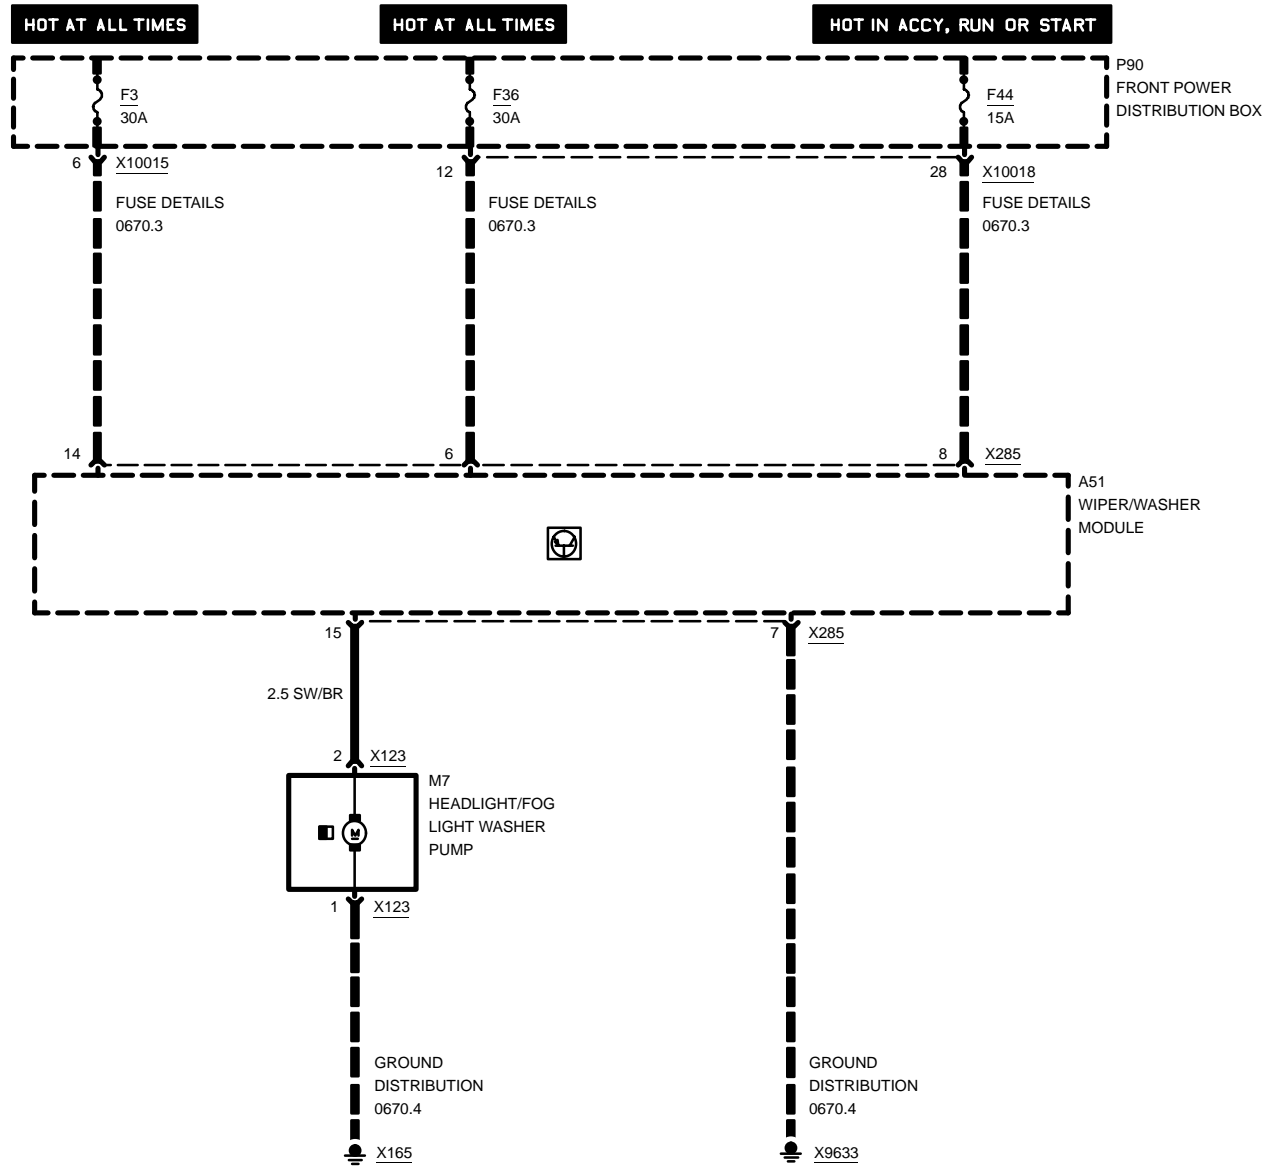 HOT AT ALL TIMES
HOT AT ALL TIMES
HOT IN ACCY, RUN OR START
P90
FRONT POWER
DISTRIBUTION BOX
F3
30A
F36
30A
F44
15A
6
X10015
12
28
X10018
FUSE DETAILS
0670.3
FUSE DETAILS
0670.3
FUSE DETAILS
0670.3
14
6
8
X285
A51
WIPER/WASHER
MODULE
15
7
X285
2.5 SW/BR
2
X123
M7
HEADLIGHT/FOG
LIGHT WASHER
PUMP
M
1
X123
GROUND
DISTRIBUTION
0670.4
GROUND
DISTRIBUTION
0670.4
X165
X9633